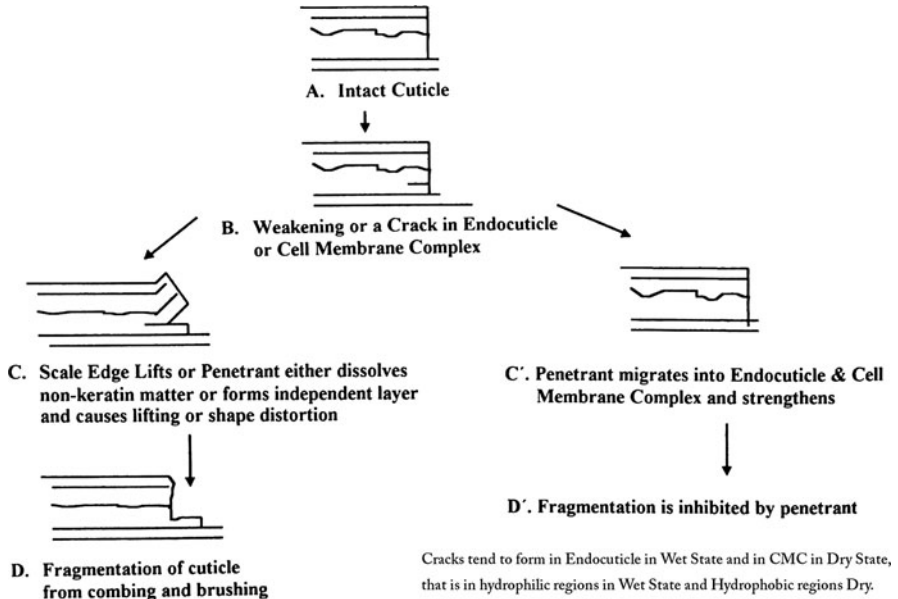 A. Intact Cuticle
B. Weakening or a Crack in Endocuticle
or Cell Membrane Complex
C. Scale Edge Lifts or Penetrant either dissolves
non-keratin matter or forms independent layer
and causes lifting or shape distortion
C´. Penetrant migrates into Endocuticle & Cell
Membrane Complex and strengthens
D. Fragmentation of cuticle
from combing and brushing
D´. Fragmentation is inhibited by penetrant
Cracks tend to form in Endocuticle in Wet State and in CMC in Dry State,
that is in hydrophilic regions in Wet State and Hydrophobic regions Dry.